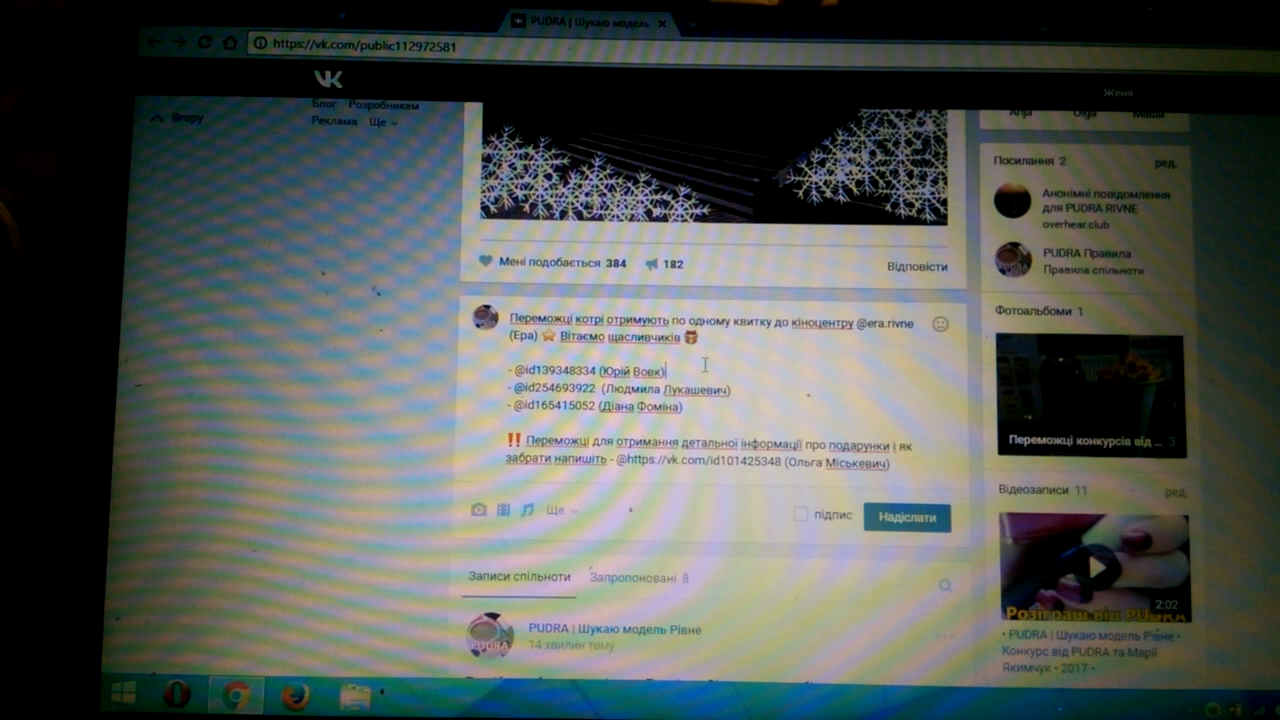 PUDRA | Шукаю модель
https://vk.com/public112972581
Женя
Вгору
Блог Розробникам
Реклама Ще
Anja Olga Маша
Мені подобається 384 182
Відповісти
Переможці котрі отримують по одному квитку до кіноцентру @era.rivne
(Ера) Вітаємо щасливчиків
- @id139348334 (Юрій Вовк)
- @id254693922 (Людмила Лукашевич)
- @id165415052 (Діана Фоміна)
Переможці для отримання детальної інформації про подарунки і як
забрати напишіть - @https://vk.com/id101425348 (Ольга Міськевич)
Ще
підпис
Надіслати
Записи спільноти Запропоновані 8
PUDRA | Шукаю модель Рівне
14 хвилин тому
Посилання 2 ред.
Анонімні повідомлення
для PUDRA RIVNE
overhear.club
PUDRA Правила
Правила спільноти
Фотоальбоми 1
Переможці конкурсів від ... 3
Відеозаписи 11 ред.
2:02
Розіграш від PUDRA
• PUDRA | Шукаю модель Рівне •
Конкурс від PUDRA та Марії
Якимчук • 2017 •